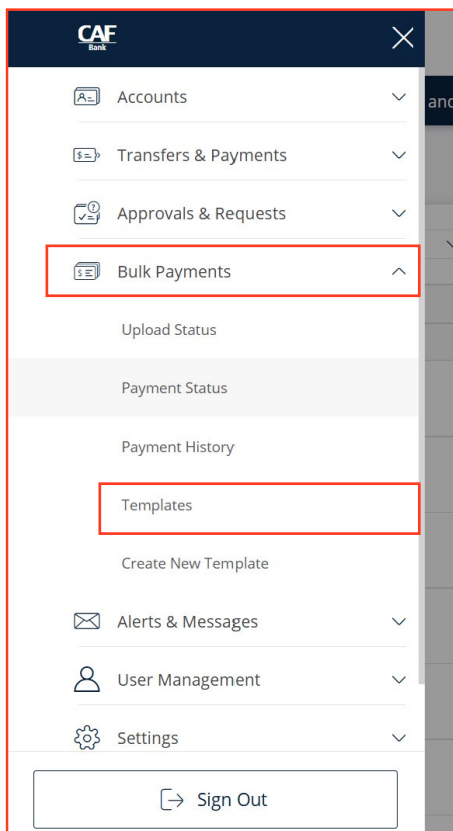 CAF
Bank
Accounts
and
Transfers & Payments
Approvals & Requests
Bulk Payments
Upload Status
Payment Status
Payment History
Templates
Create New Template
Alerts & Messages
User Management
Settings
Sign Out